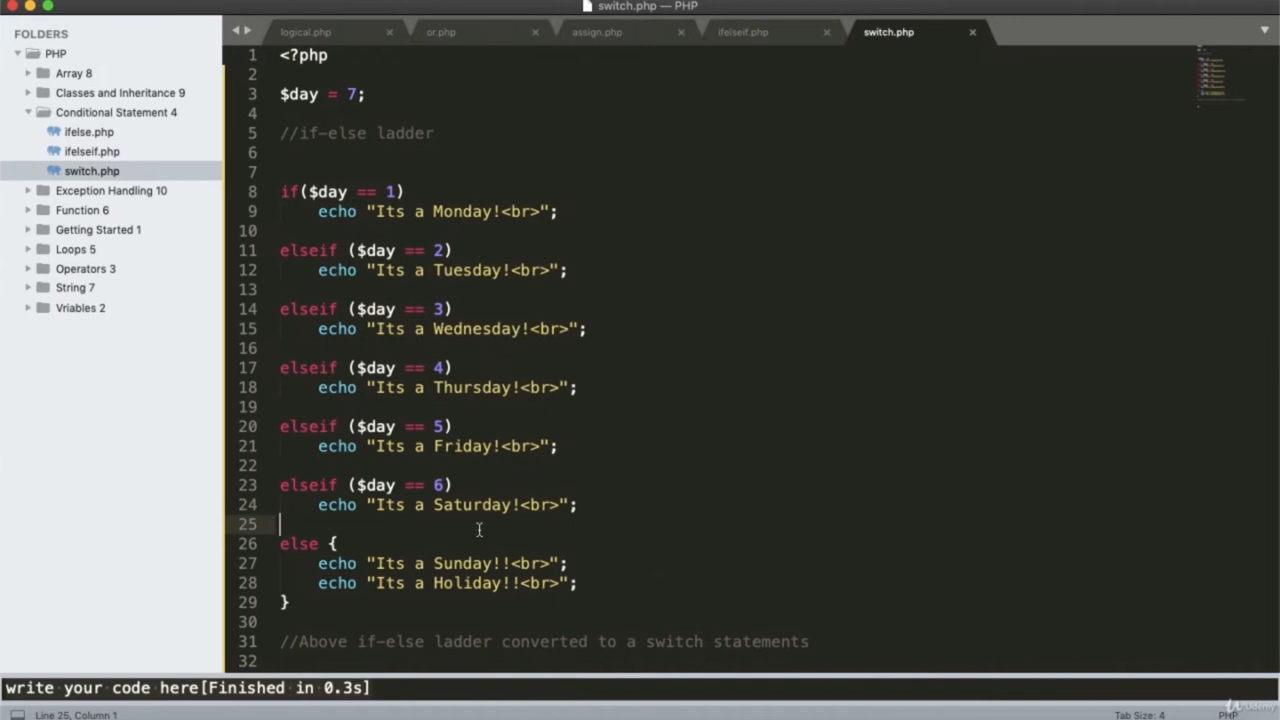 switch.php — PHP
FOLDERS
PHP
Array 8
Classes and Inheritance 9
Conditional Statement 4
ifelse.php
ifelseif.php
switch.php
Exception Handling 10
Function 6
Getting Started 1
Loops 5
Operators 3
String 7
Vriables 2
logical.php
or.php
assign.php
ifelseif.php
switch.php
1 <?php
2
3 $day = 7;
4
5 //if-else ladder
6
7
8 if($day == 1)
9 echo "Its a Monday!<br>";
10
11 elseif ($day == 2)
12 echo "Its a Tuesday!<br>";
13
14 elseif ($day == 3)
15 echo "Its a Wednesday!<br>";
16
17 elseif ($day == 4)
18 echo "Its a Thursday!<br>";
19
20 elseif ($day == 5)
21 echo "Its a Friday!<br>";
22
23 elseif ($day == 6)
24 echo "Its a Saturday!<br>";
25
26 else {
27 echo "Its a Sunday!!<br>";
28 echo "Its a Holiday!!<br>";
29 }
30
31 //Above if-else ladder converted to a switch statements
32
write your code here[Finished in 0.3s]
Line 25, Column 1
Tab Size: 4
PHP
Udemy